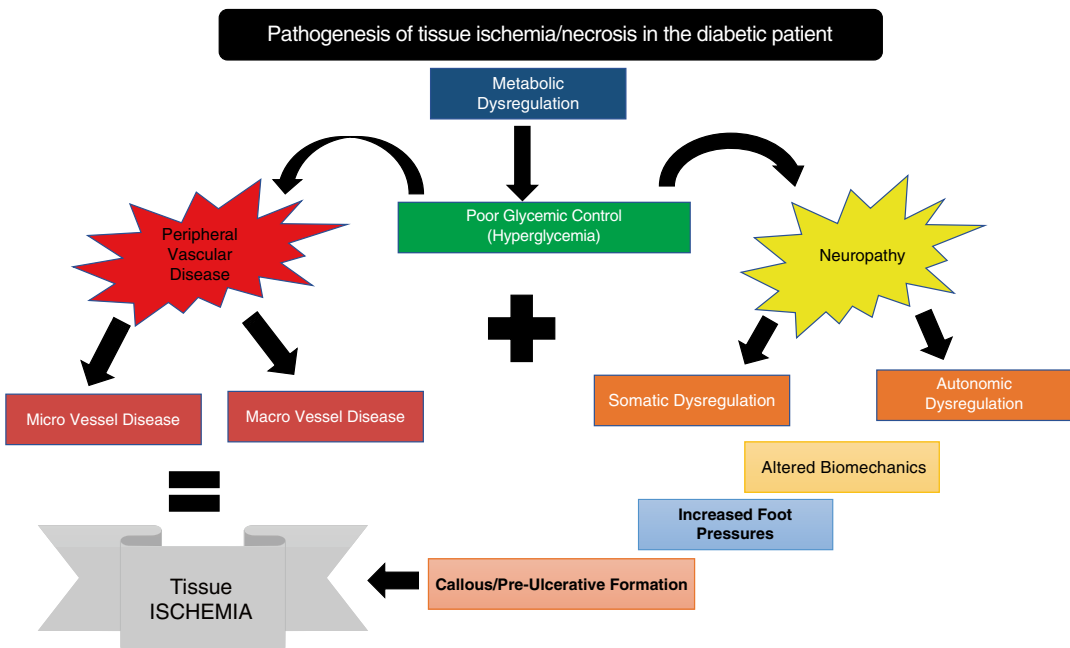 Pathogenesis of tissue ischemia/necrosis in the diabetic patient
Metabolic
Dysregulation
Poor Glycemic Control
(Hyperglycemia)
Peripheral
Vascular
Disease
Neuropathy
Micro Vessel Disease
Macro Vessel Disease
Somatic Dysregulation
Autonomic
Dysregulation
Altered Biomechanics
Increased Foot
Pressures
Callous/Pre-Ulcerative Formation
Tissue
ISCHEMIA